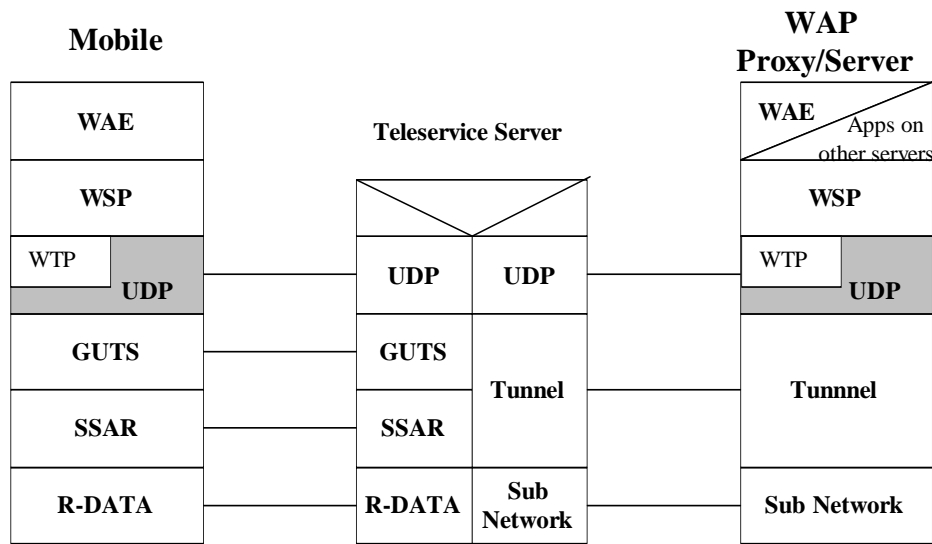 Mobile
WAE
WSP
WTP
UDP
GUTS
SSAR
R-DATA
Teleservice Server
UDP
UDP
GUTS
Tunnel
SSAR
R-DATA
Sub
Network
WAP
Proxy/Server
WAE
Apps on
other servers
WSP
WTP
UDP
Tunnnel
Sub Network